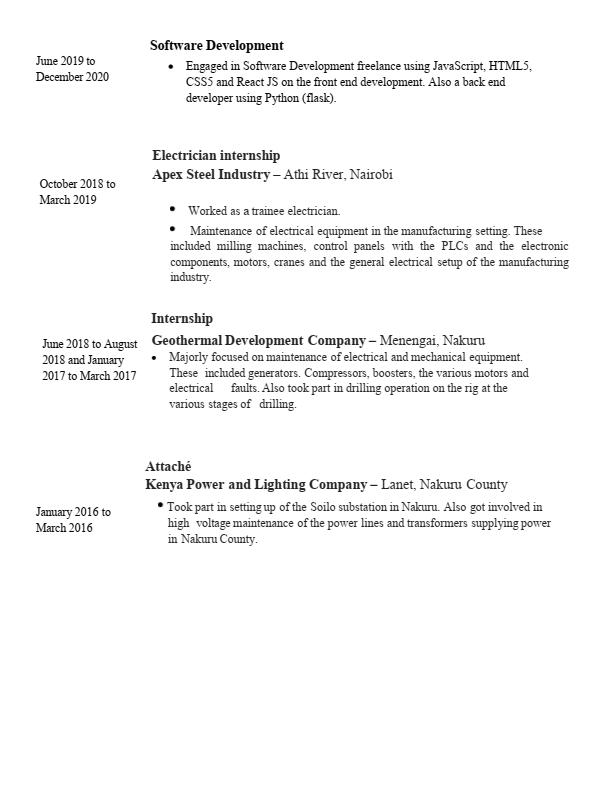 Software Development
June 2019 to
December 2020
• Engaged in Software Development freelance using JavaScript, HTML5,
CSS5 and React JS on the front end development. Also a back end
developer using Python (flask).
Electrician internship
Apex Steel Industry – Athi River, Nairobi
October 2018 to
March 2019
• Worked as a trainee electrician.
• Maintenance of electrical equipment in the manufacturing setting. These
included milling machines, control panels with the PLCs and the electronic
components, motors, cranes and the general electrical setup of the manufacturing
industry.
Internship
Geothermal Development Company – Menengai, Nakuru
June 2018 to August
2018 and January
2017 to March 2017
• Majorly focused on maintenance of electrical and mechanical equipment.
These included generators. Compressors, boosters, the various motors and
electrical faults. Also took part in drilling operation on the rig at the
various stages of drilling.
Attaché
Kenya Power and Lighting Company – Lanet, Nakuru County
January 2016 to
March 2016
• Took part in setting up of the Soilo substation in Nakuru. Also got involved in
high voltage maintenance of the power lines and transformers supplying power
in Nakuru County.